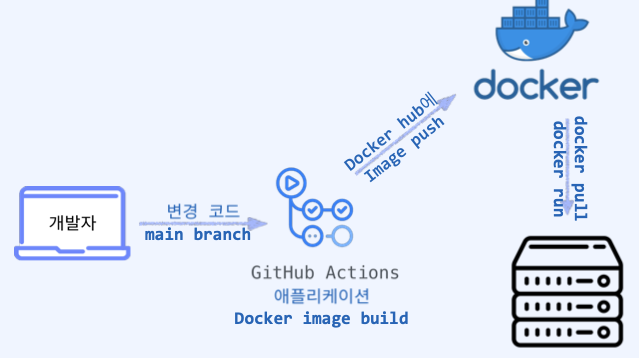 docker
Docker hub에
Image push
docker pull
docker run
개발자
변경 코드
main branch
GitHub Actions
애플리케이션
Docker image build